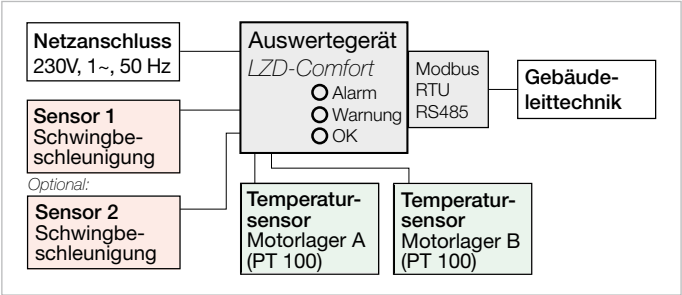 Netzanschluss
230V, 1~, 50 Hz
Sensor 1
Schwingbe-
schleunigung
Optional:
Sensor 2
Schwingbe-
schleunigung
Auswertegerät
LZD-Comfort
Alarm
Warnung
OK
Modbus
RTU
RS485
Gebäude-
leittechnik
Temperatur-
sensor
Motorlager A
(PT 100)
Temperatur-
sensor
Motorlager B
(PT 100)